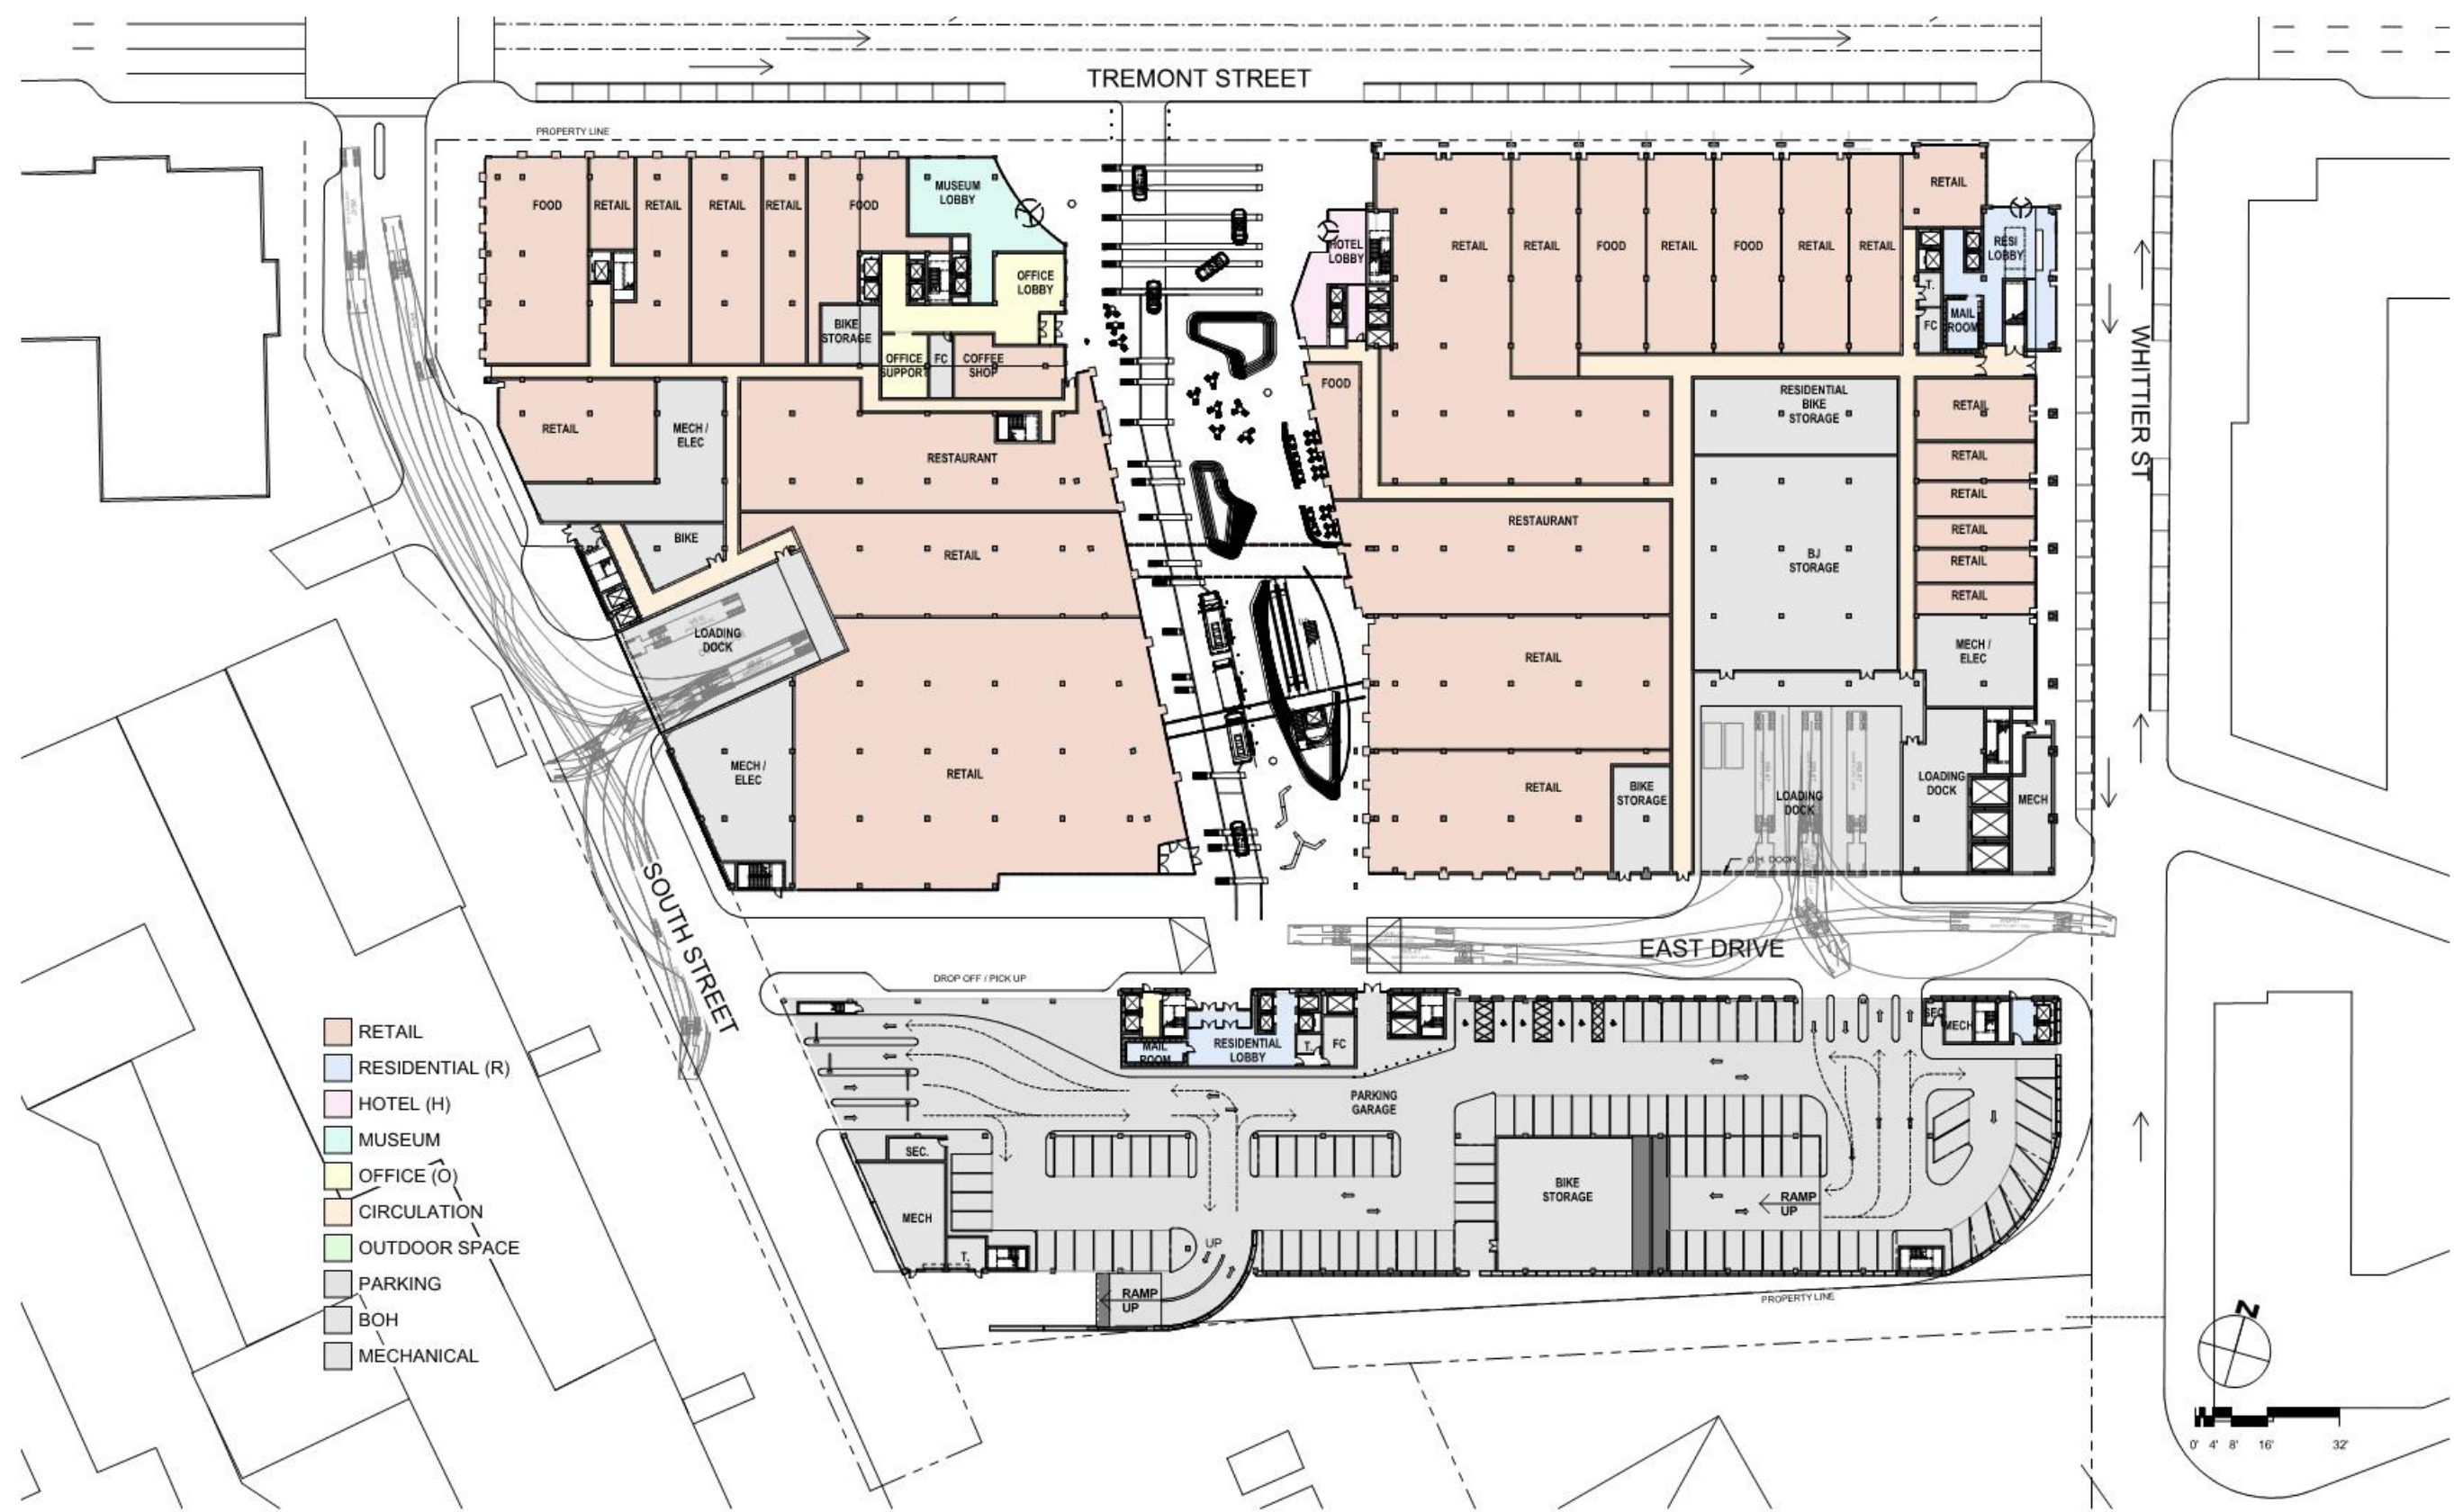 TREMONT STREET
PROPERTY LINE
FOOD
RETAIL
RETAIL
RETAIL
RETAIL
FOOD
MUSEUM
LOBBY
OFFICE
LOBBY
BIKE
STORAGE
OFFICE
SUPPORT
FC
COFFEE
SHOP
RETAIL
MECH /
ELEC
RESTAURANT
BIKE
RETAIL
LOADING
DOCK
MECH /
ELEC
RETAIL
HOTEL
LOBBY
RETAIL
RETAIL
FOOD
RETAIL
FOOD
RETAIL
RETAIL
RETAIL
RESI
LOBBY
T.
FC
MAIL
ROOM
FOOD
RESIDENTIAL
BIKE
STORAGE
RETAIL
RETAIL
RETAIL
RETAIL
RETAIL
RETAIL
RESTAURANT
BJ
STORAGE
RETAIL
MECH /
ELEC
RETAIL
BIKE
STORAGE
LOADING
DOCK
LOADING
DOCK
MECH
O.H. DOOR
WHITTIER ST
SOUTH STREET
EAST DRIVE
DROP OFF / PICK UP
MAIL
ROOM
RESIDENTIAL
LOBBY
T.
FC
SEC
MECH
PARKING
GARAGE
SEC.
MECH
T.
UP
RAMP
UP
BIKE
STORAGE
RAMP
UP
PROPERTY LINE
RETAIL
RESIDENTIAL (R)
HOTEL (H)
MUSEUM
OFFICE (O)
CIRCULATION
OUTDOOR SPACE
PARKING
BOH
MECHANICAL
N
0' 4' 8' 16' 32'